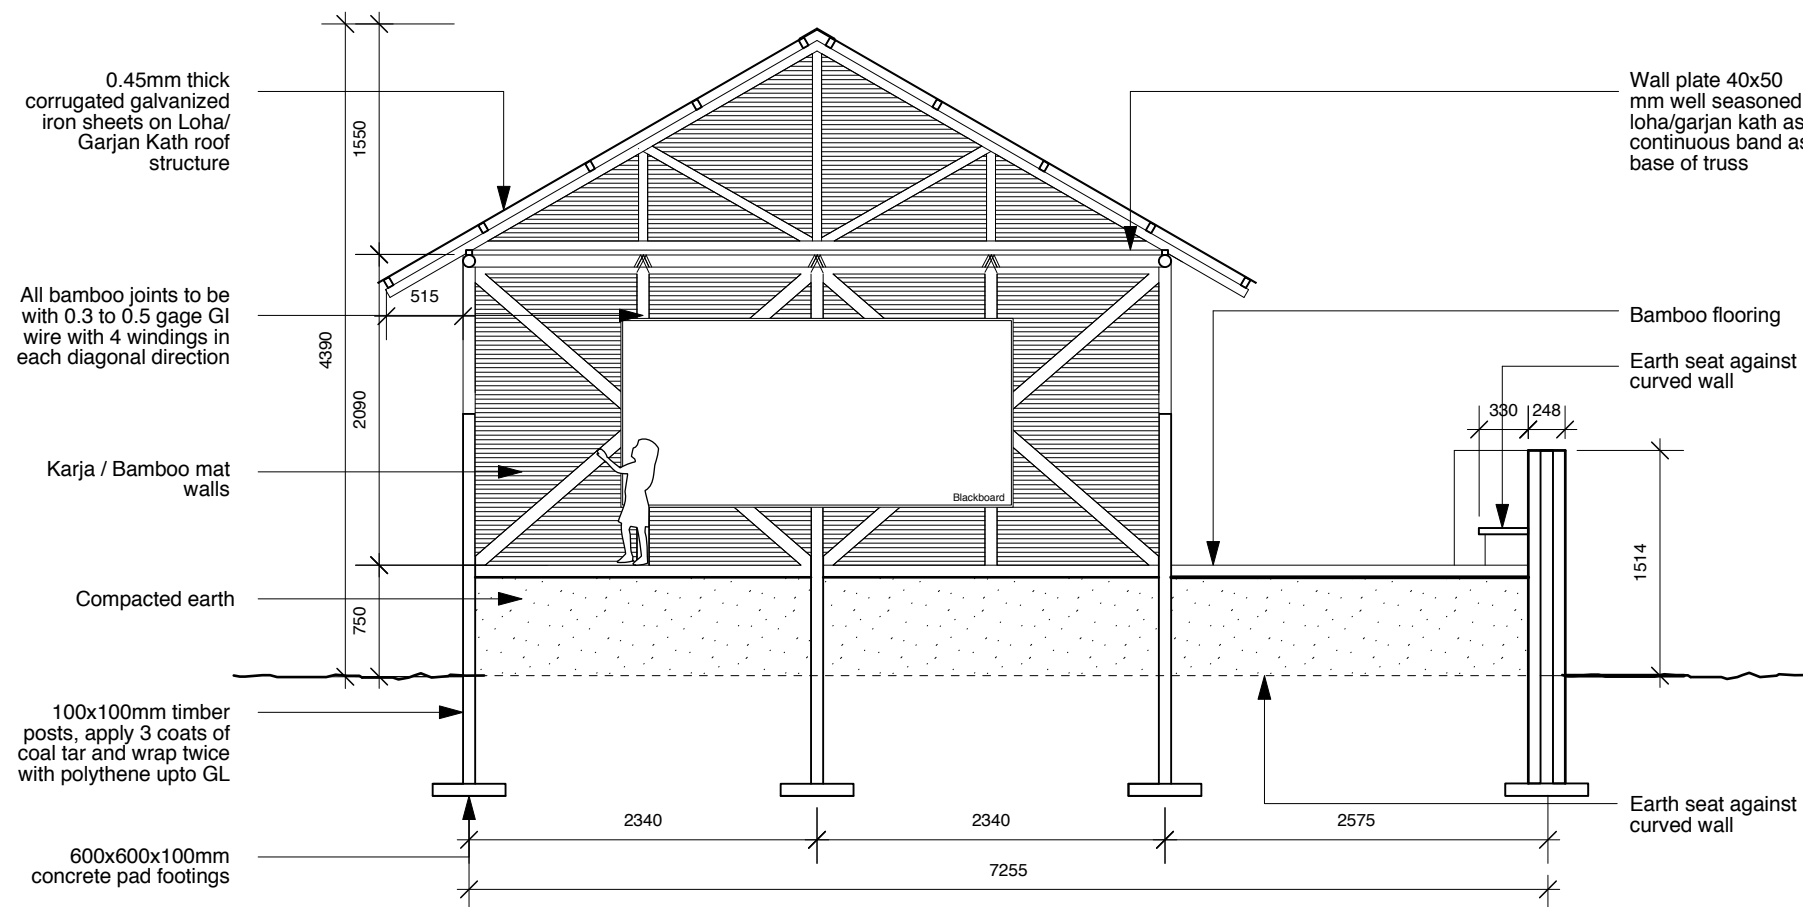 0.45mm thick
corrugated galvanized
iron sheets on Loha/
Garjan Kath roof
structure
All bamboo joints to be
with 0.3 to 0.5 gage GI
wire with 4 windings in
each diagonal direction
Karja / Bamboo mat
walls
Compacted earth
100x100mm timber
posts, apply 3 coats of
coal tar and wrap twice
with polythene upto GL
600x600x100mm
concrete pad footings
4390
1550
2090
750
515
Blackboard
2340
2340
2575
7255
330
248
1514
Wall plate 40x50
mm well seasoned
loha/garjan kath as
continuous band as
base of truss
Bamboo flooring
Earth seat against
curved wall
Earth seat against
curved wall